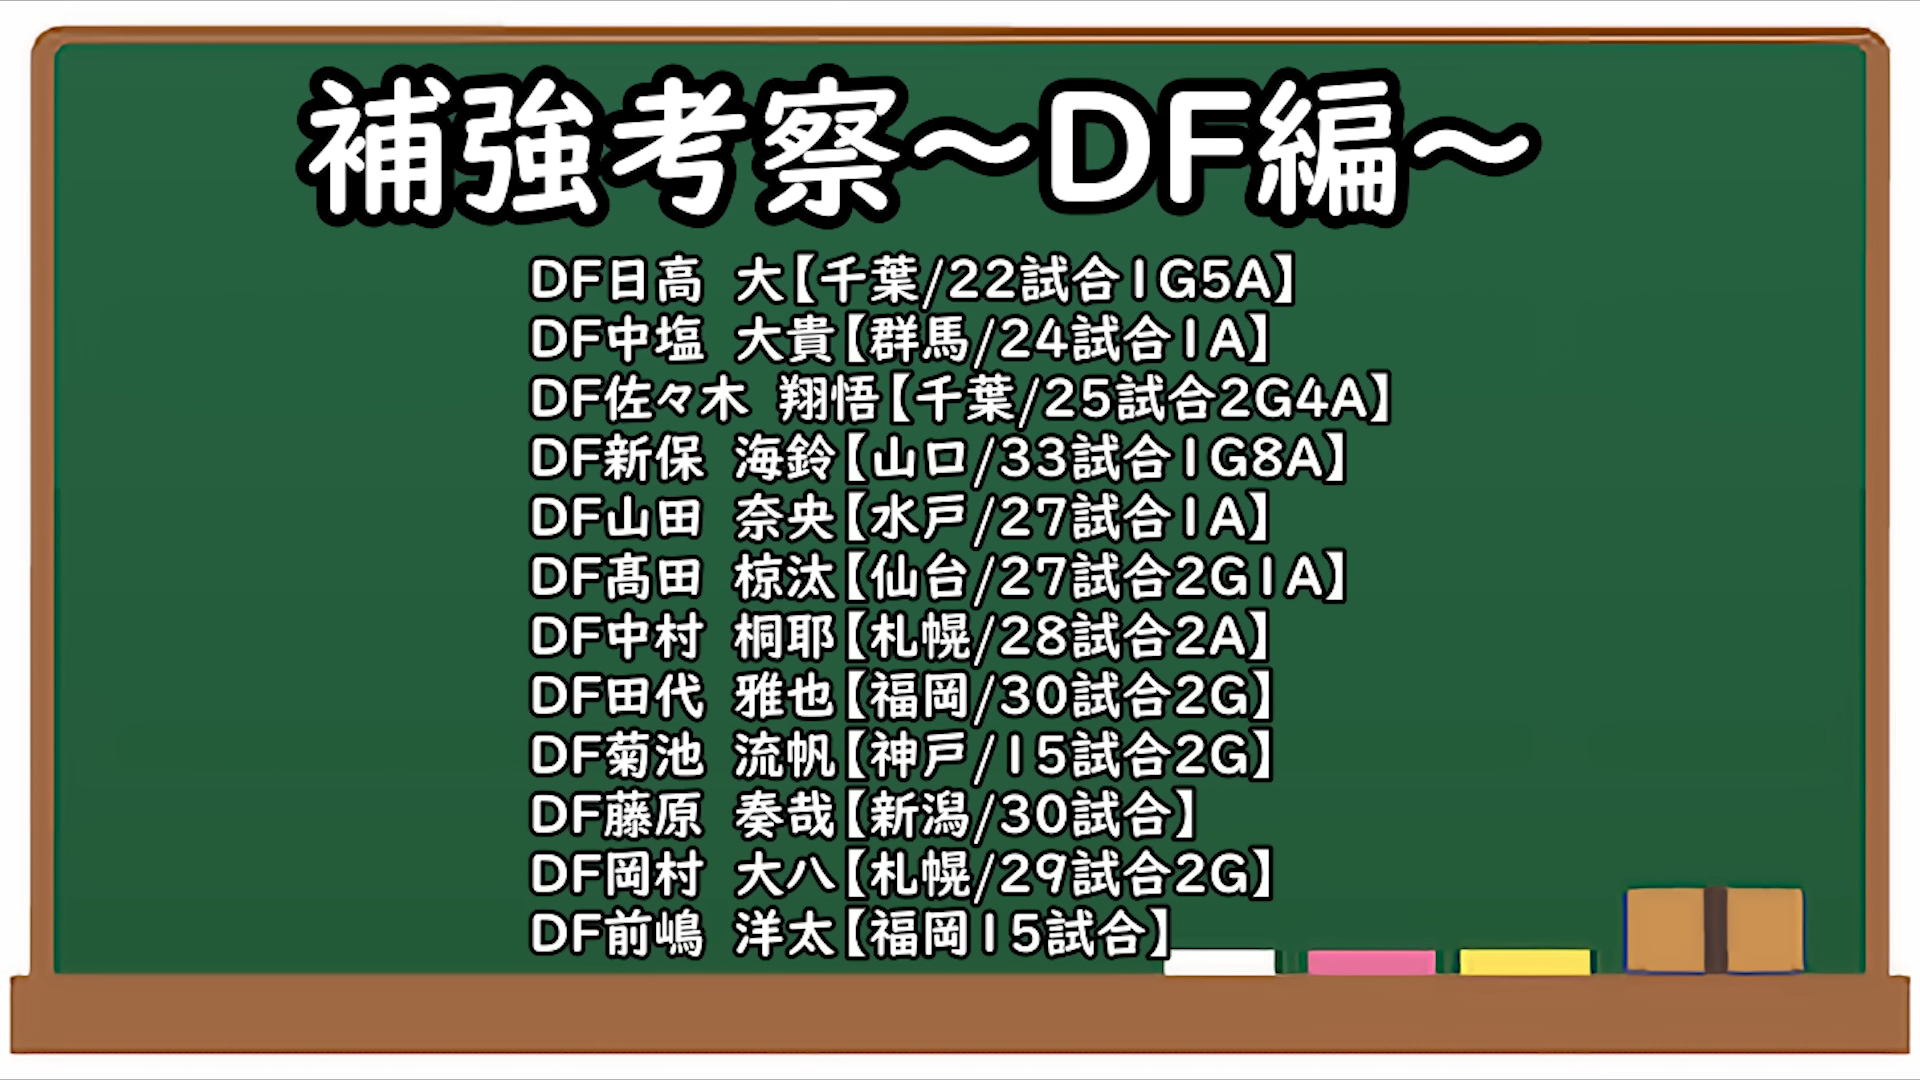 補強考察～DF編～
DF日高 大【千葉/22試合1G5A】
DF中塩 大貴【群馬/24試合1A】
DF佐々木 翔悟【千葉/25試合2G4A】
DF新保 海鈴【山口/33試合1G8A】
DF山田 奈央【水戸/27試合1A】
DF髙田 椋汰【仙台/27試合2G1A】
DF中村 桐耶【札幌/28試合2A】
DF田代 雅也【福岡/30試合2G】
DF菊池 流帆【神戸/15試合2G】
DF藤原 奏哉【新潟/30試合】
DF岡村 大八【札幌/29試合2G】
DF前嶋 洋太【福岡15試合】